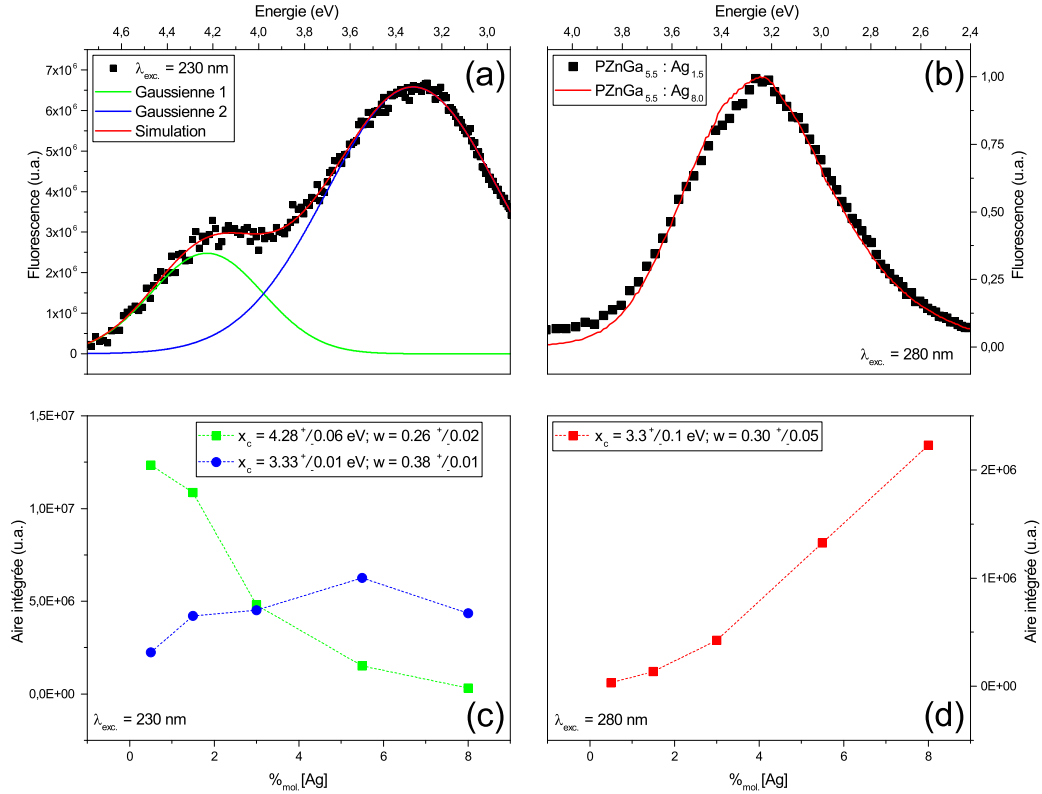 Energie (eV)
4,6 4,4 4,2 4,0 3,8 3,6 3,4 3,2 3,0
7x10⁶
6x10⁶
5x10⁶
4x10⁶
3x10⁶
2x10⁶
1x10⁶
0
Fluorescence (u.a.)
λexc. = 230 nm
Gaussienne 1
Gaussienne 2
Simulation
(a)
Energie (eV)
4,0 3,8 3,6 3,4 3,2 3,0 2,8 2,6 2,4
PZnGa5.5 : Ag1.5
PZnGa5.5 : Ag8.0
(b)
1,00
0,75
0,50
0,25
0,00
Fluorescence (u.a.)
λexc. = 280 nm
1,5E+07
1,0E+07
5,0E+06
0,0E+00
Aire intégrée (u.a.)
xc = 4.28 +/- 0.06 eV; w = 0.26 +/- 0.02
xc = 3.33 +/- 0.01 eV; w = 0.38 +/- 0.01
λexc. = 230 nm
(c)
0 2 4 6 8
%mol. [Ag]
xc = 3.3 +/- 0.1 eV; w = 0.30 +/- 0.05
2E+06
1E+06
0E+00
Aire intégrée (u.a.)
λexc. = 280 nm
(d)
0 2 4 6 8
%mol. [Ag]